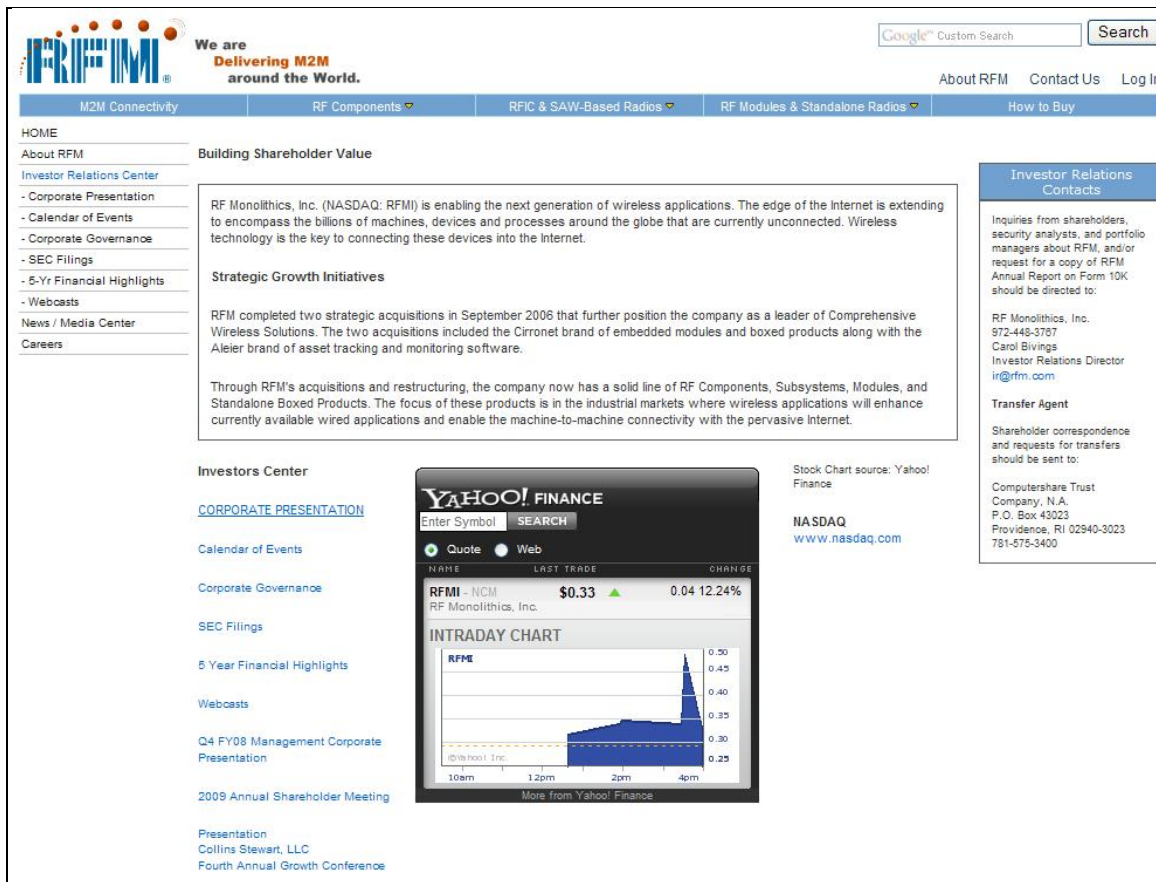 RFM®
We are
Delivering M2M
around the World.
Google™ Custom Search
Search
About RFM Contact Us Log In
M2M Connectivity RF Components RFIC & SAW-Based Radios RF Modules & Standalone Radios How to Buy
HOME
About RFM
Investor Relations Center
- Corporate Presentation
- Calendar of Events
- Corporate Governance
- SEC Filings
- 5-Yr Financial Highlights
- Webcasts
News / Media Center
Careers
Building Shareholder Value
RF Monolithics, Inc. (NASDAQ: RFMI) is enabling the next generation of wireless applications. The edge of the Internet is extending
to encompass the billions of machines, devices and processes around the globe that are currently unconnected. Wireless
technology is the key to connecting these devices into the Internet.
Strategic Growth Initiatives
RFM completed two strategic acquisitions in September 2006 that further position the company as a leader of Comprehensive
Wireless Solutions. The two acquisitions included the Cirronet brand of embedded modules and boxed products along with the
Aleier brand of asset tracking and monitoring software.
Through RFM's acquisitions and restructuring, the company now has a solid line of RF Components, Subsystems, Modules, and
Standalone Boxed Products. The focus of these products is in the industrial markets where wireless applications will enhance
currently available wired applications and enable the machine-to-machine connectivity with the pervasive Internet.
Investors Center
CORPORATE PRESENTATION
Calendar of Events
Corporate Governance
SEC Filings
5 Year Financial Highlights
Webcasts
Q4 FY08 Management Corporate
Presentation
2009 Annual Shareholder Meeting
Presentation
Collins Stewart, LLC
Fourth Annual Growth Conference
YAHOO! FINANCE
Enter Symbol SEARCH
Quote Web
NAME LAST TRADE CHANGE
RFMI - NCM $0.33 0.04 12.24%
RF Monolithics, Inc.
INTRADAY CHART
RFMI
0.50
0.45
0.40
0.35
0.30
0.25
©Yahoo! Inc.
10am 12pm 2pm 4pm
More from Yahoo! Finance
Stock Chart source: Yahoo!
Finance
NASDAQ
www.nasdaq.com
Investor Relations
Contacts
Inquiries from shareholders,
security analysts, and portfolio
managers about RFM, and/or
request for a copy of RFM
Annual Report on Form 10K
should be directed to:
RF Monolithics, Inc.
972-448-3767
Carol Bivings
Investor Relations Director
ir@rfm.com
Transfer Agent
Shareholder correspondence
and requests for transfers
should be sent to:
Computershare Trust
Company, N.A.
P.O. Box 43023
Providence, RI 02940-3023
781-575-3400